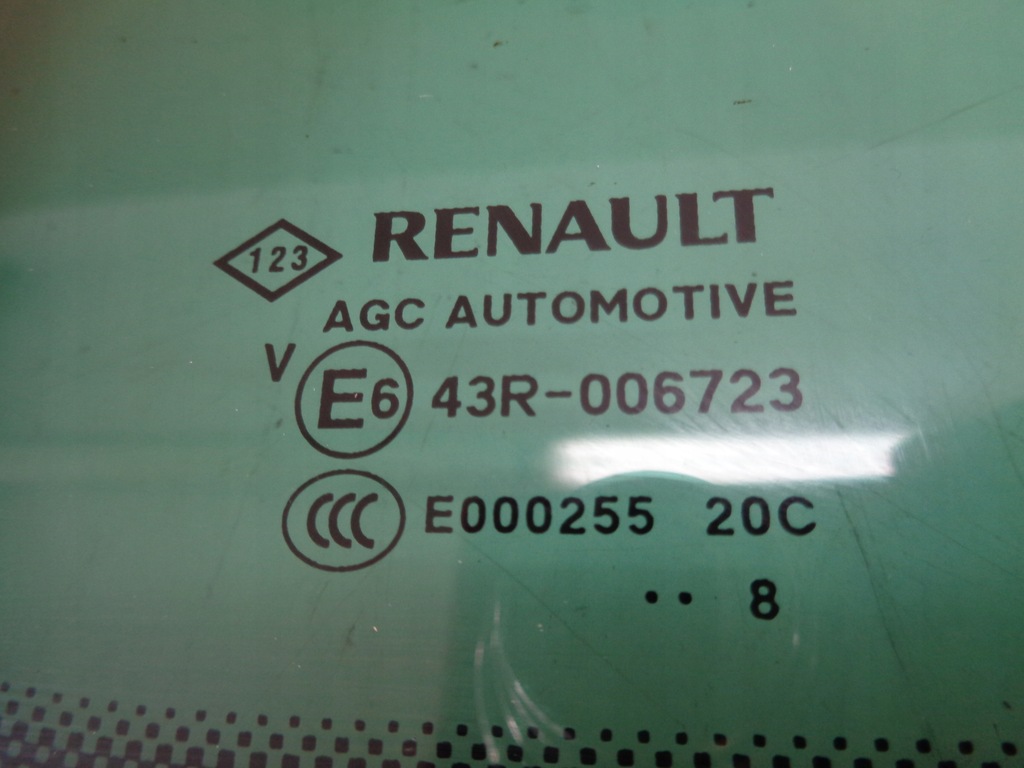 123 RENAULT
AGC AUTOMOTIVE
V E6 43R-006723
CCC E000255 20C
·· 8